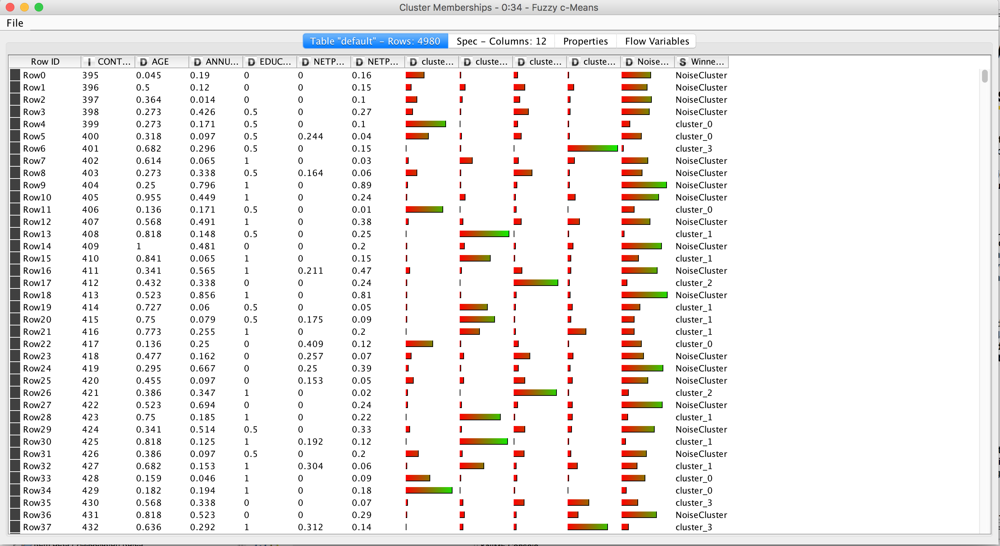 Cluster Memberships - 0:34 - Fuzzy c-Means
File
Table "default" - Rows: 4980 Spec - Columns: 12 Properties Flow Variables
Row ID I CONT... D AGE D ANNU... D EDUC... D NETP... D NETP... D cluste... D cluste... D cluste... D cluste... D Noise... S Winne...
Row0 395 0.045 0.19 0 0 0.16 NoiseCluster
Row1 396 0.5 0.12 0 0 0.15 NoiseCluster
Row2 397 0.364 0.014 0 0 0.1 NoiseCluster
Row3 398 0.273 0.426 0.5 0 0.27 NoiseCluster
Row4 399 0.273 0.171 0.5 0 0.1 cluster_0
Row5 400 0.318 0.097 0.5 0.244 0.04 cluster_0
Row6 401 0.682 0.296 0.5 0 0.15 cluster_3
Row7 402 0.614 0.065 1 0 0.03 NoiseCluster
Row8 403 0.273 0.338 0.5 0.164 0.06 NoiseCluster
Row9 404 0.25 0.796 1 0 0.89 NoiseCluster
Row10 405 0.955 0.449 1 0 0.24 NoiseCluster
Row11 406 0.136 0.171 0.5 0 0.01 cluster_0
Row12 407 0.568 0.491 1 0 0.38 NoiseCluster
Row13 408 0.818 0.148 0.5 0 0.25 cluster_1
Row14 409 1 0.481 0 0 0.2 NoiseCluster
Row15 410 0.841 0.065 1 0 0.15 cluster_1
Row16 411 0.341 0.565 1 0.211 0.47 NoiseCluster
Row17 412 0.432 0.338 0 0 0.24 cluster_2
Row18 413 0.523 0.856 1 0 0.81 NoiseCluster
Row19 414 0.727 0.06 0.5 0 0.05 cluster_1
Row20 415 0.75 0.079 0.5 0.175 0.09 cluster_1
Row21 416 0.773 0.255 1 0 0.2 cluster_1
Row22 417 0.136 0.25 0 0.409 0.12 cluster_0
Row23 418 0.477 0.162 0 0.257 0.07 NoiseCluster
Row24 419 0.295 0.667 0 0.25 0.39 NoiseCluster
Row25 420 0.455 0.097 0 0.153 0.05 NoiseCluster
Row26 421 0.386 0.347 1 0 0.02 cluster_2
Row27 422 0.523 0.694 0 0 0.24 NoiseCluster
Row28 423 0.75 0.185 1 0 0.22 cluster_1
Row29 424 0.341 0.514 0.5 0 0.33 NoiseCluster
Row30 425 0.818 0.125 1 0.192 0.12 cluster_1
Row31 426 0.386 0.097 0.5 0 0.2 NoiseCluster
Row32 427 0.682 0.153 1 0.304 0.06 cluster_1
Row33 428 0.159 0.046 1 0 0.09 cluster_0
Row34 429 0.182 0.194 1 0 0.18 cluster_0
Row35 430 0.568 0.338 0 0 0.07 cluster_3
Row36 431 0.818 0.523 0 0 0.29 NoiseCluster
Row37 432 0.636 0.292 1 0.312 0.14 cluster_3